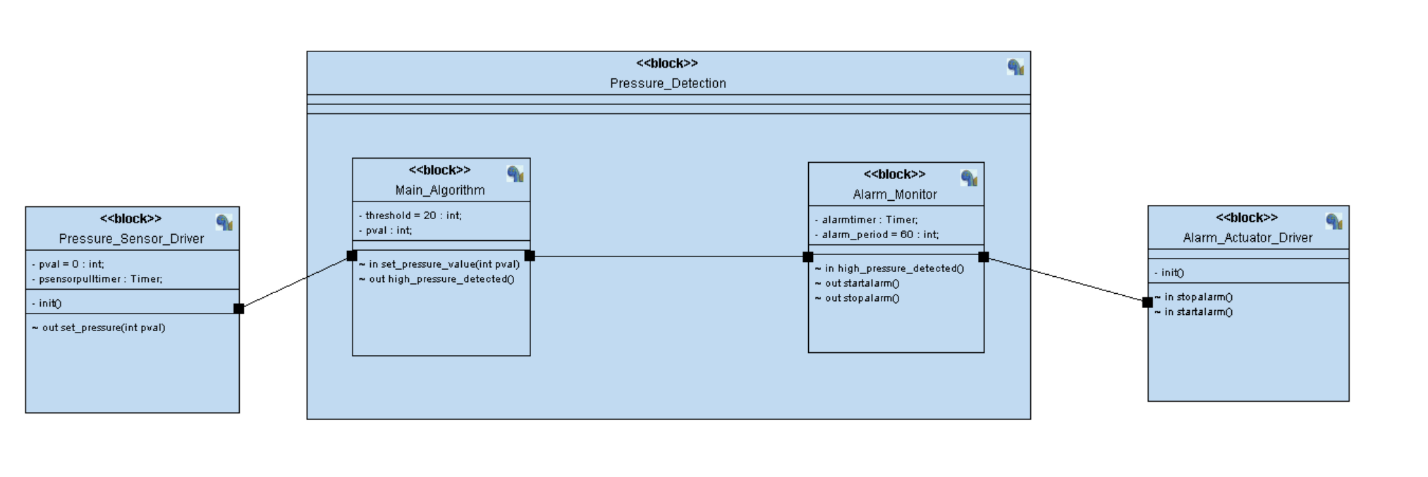 <<block>>
Pressure_Detection
<<block>>
Main_Algorithm
- threshold = 20 : int;
- pval : int;
~ in set_pressure_value(int pval)
~ out high_pressure_detected()
<<block>>
Alarm_Monitor
- alarmtimer : Timer;
- alarm_period = 60 : int;
~ in high_pressure_detected()
~ out startalarm()
~ out stopalarm()
<<block>>
Pressure_Sensor_Driver
- pval = 0 : int;
- psensorpulltimer : Timer;
- init()
~ out set_pressure(int pval)
<<block>>
Alarm_Actuator_Driver
- init()
~ in stopalarm()
~ in startalarm()